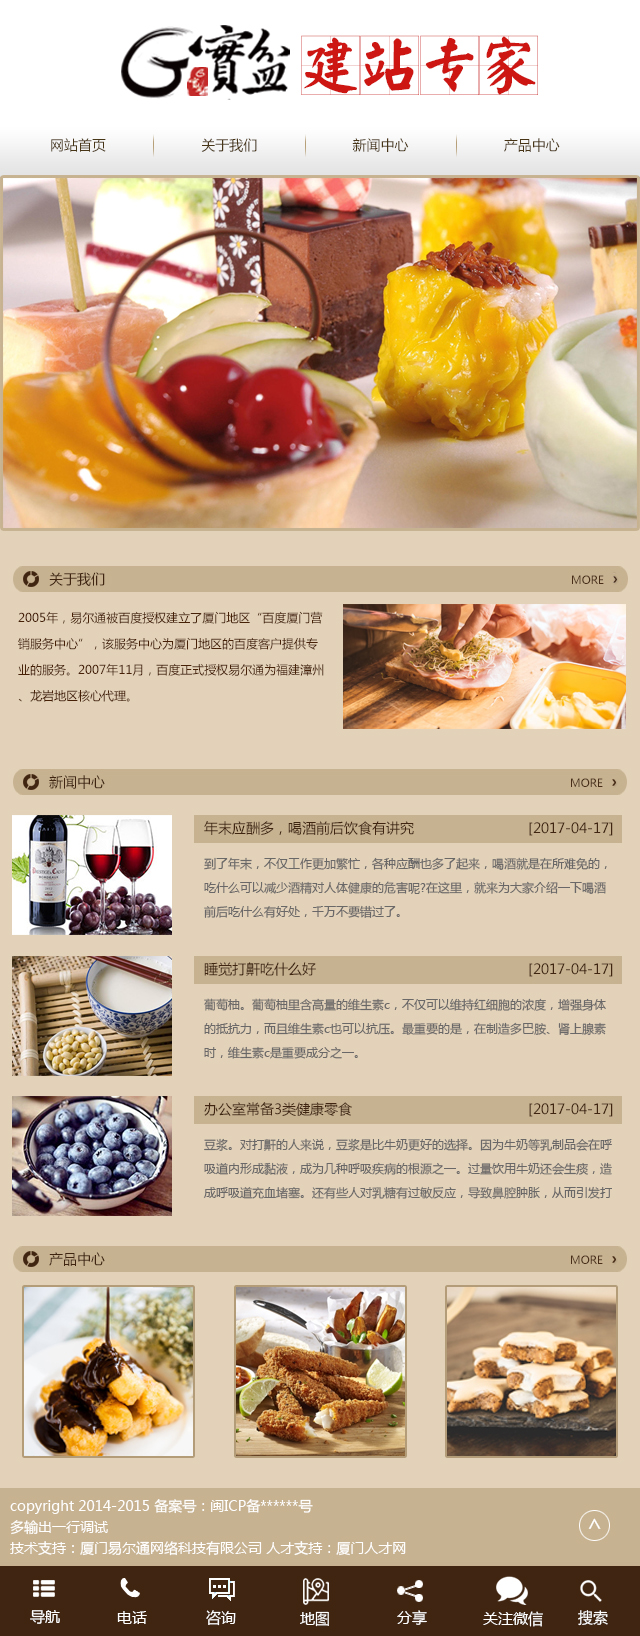 G寶盆 建站专家
网站首页 关于我们 新闻中心 产品中心
关于我们 MORE
2005年，易尔通被百度授权建立了厦门地区“百度厦门营
销服务中心”，该服务中心为厦门地区的百度客户提供专
业的服务。2007年11月，百度正式授权易尔通为福建漳州
、龙岩地区核心代理。
新闻中心 MORE
年末应酬多，喝酒前后饮食有讲究 [2017-04-17]
到了年末，不仅工作更加繁忙，各种应酬也多了起来，喝酒就是在所难免的，
吃什么可以减少酒精对人体健康的危害呢?在这里，就来为大家介绍一下喝酒
前后吃什么有好处，千万不要错过了。
睡觉打鼾吃什么好 [2017-04-17]
葡萄柚。葡萄柚里含高量的维生素c，不仅可以维持红细胞的浓度，增强身体
的抵抗力，而且维生素c也可以抗压。最重要的是，在制造多巴胺、肾上腺素
时，维生素c是重要成分之一。
办公室常备3类健康零食 [2017-04-17]
豆浆。对打鼾的人来说，豆浆是比牛奶更好的选择。因为牛奶等乳制品会在呼
吸道内形成黏液，成为几种呼吸疾病的根源之一。过量饮用牛奶还会生痰，造
成呼吸道充血堵塞。还有些人对乳糖有过敏反应，导致鼻腔肿胀，从而引发打
产品中心 MORE
copyright 2014-2015 备案号：闽ICP备******号
多输出一行调试
技术支持：厦门易尔通网络科技有限公司 人才支持：厦门人才网
导航 电话 咨询 地图 分享 关注微信 搜索